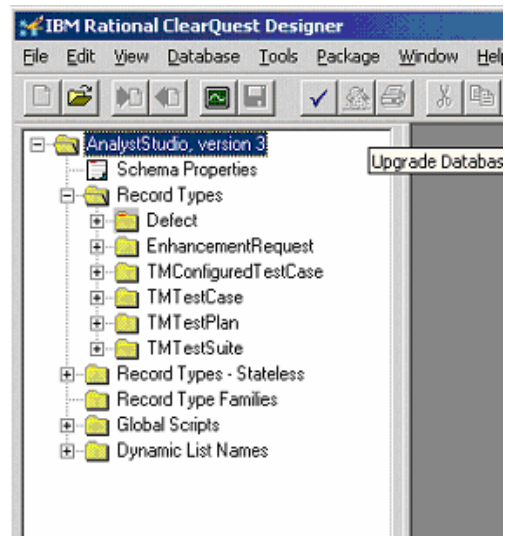 IBM Rational ClearQuest Designer
File Edit View Database Tools Package Window Help
AnalystStudio, version 3
Upgrade Databas
Schema Properties
Record Types
Defect
EnhancementRequest
TMConfiguredTestCase
TMTestCase
TMTestPlan
TMTestSuite
Record Types - Stateless
Record Type Families
Global Scripts
Dynamic List Names